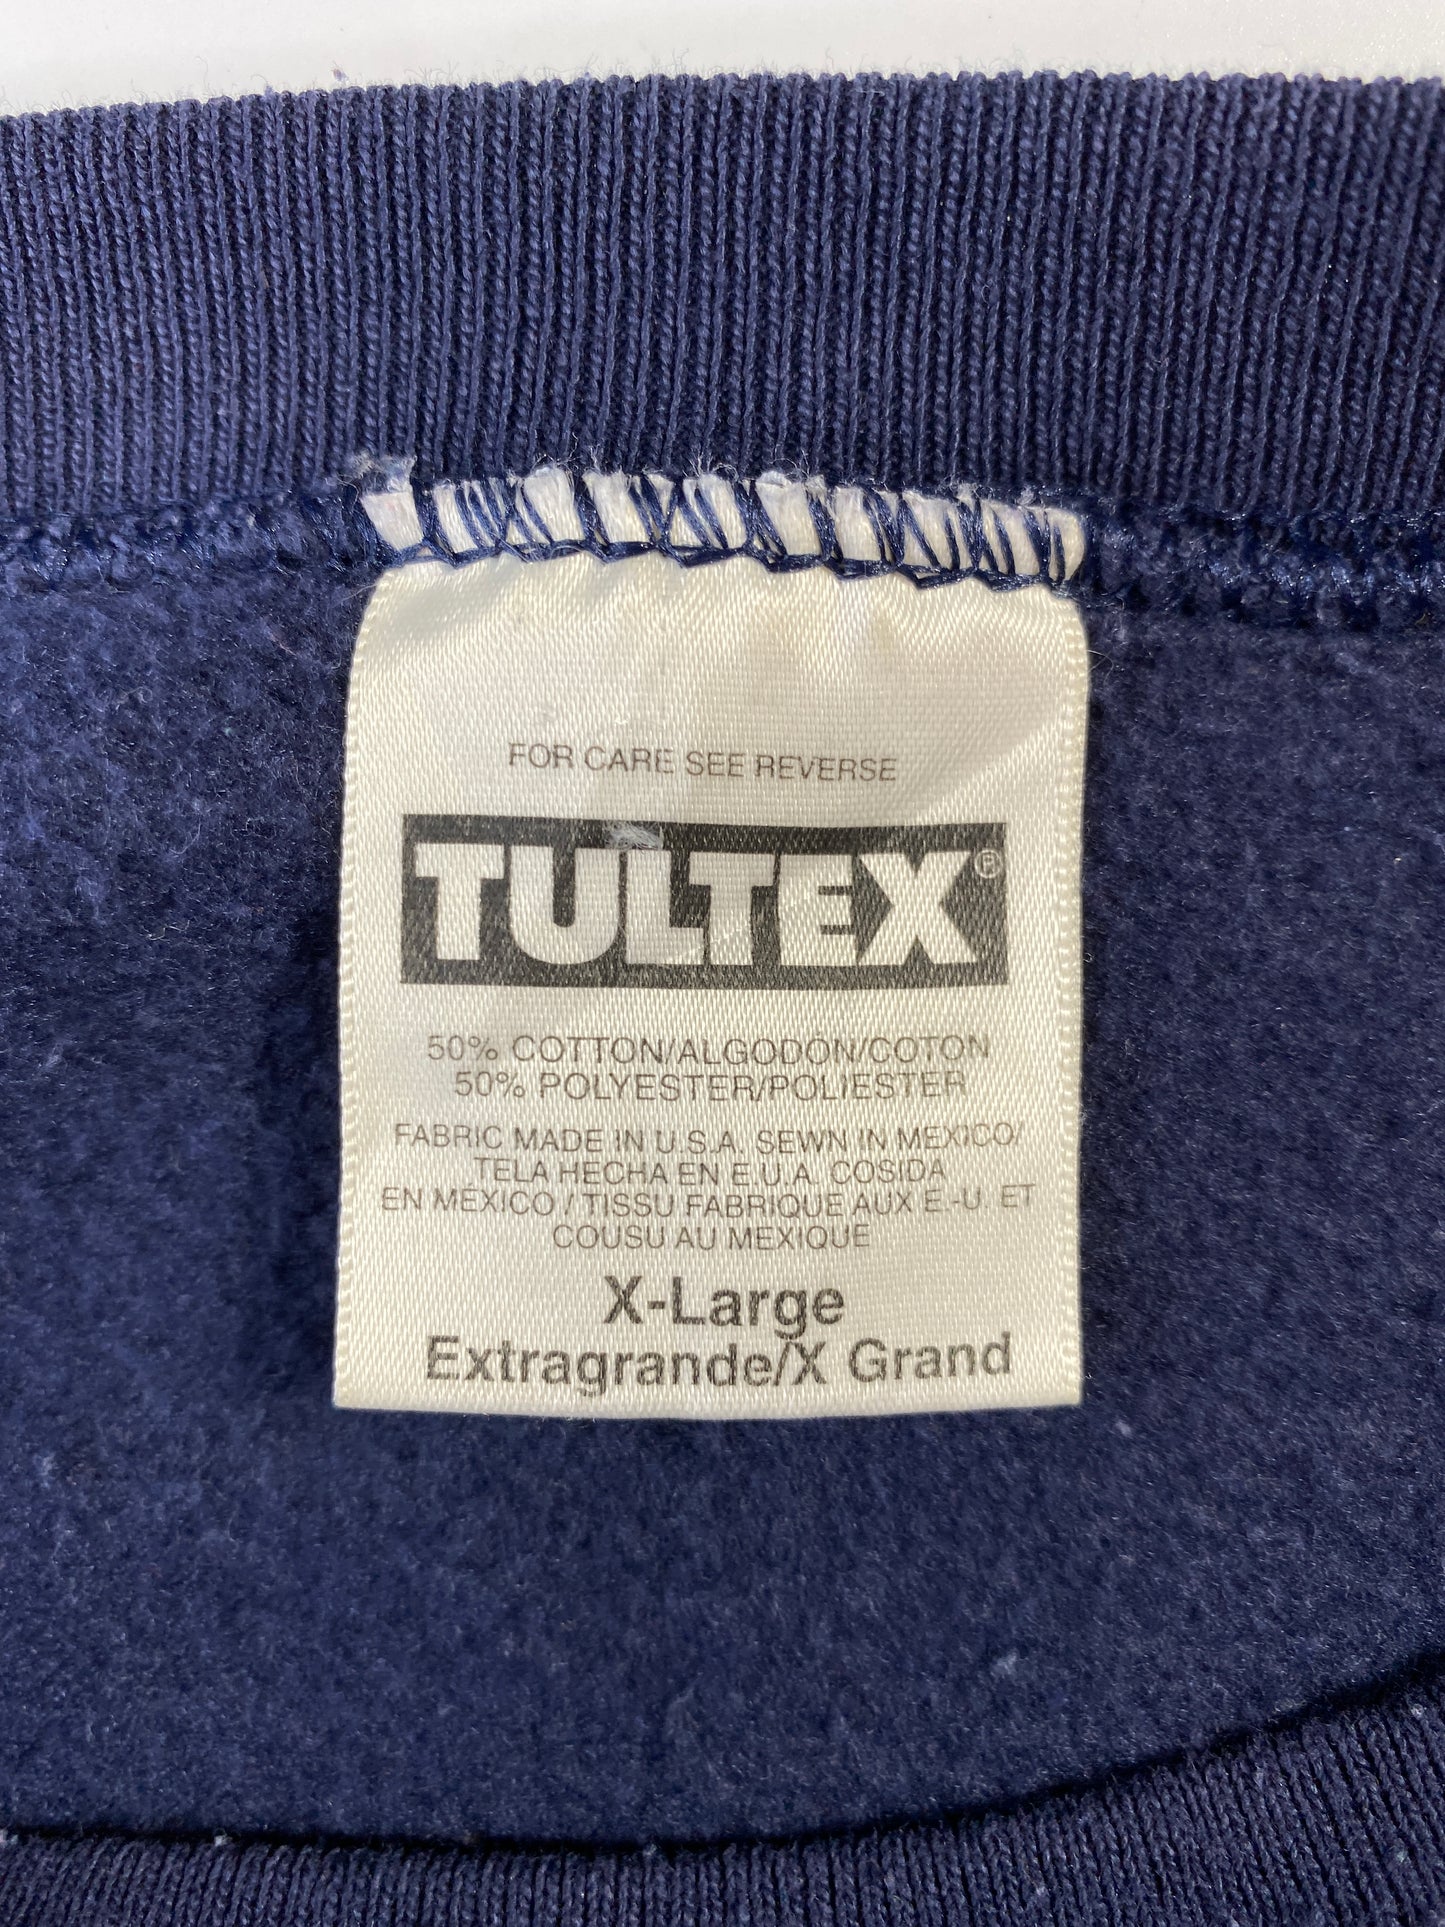 FOR CARE SEE REVERSE
TULTEX®
50% COTTON/ALGODÓN/COTON
50% POLYESTER/POLIESTER
FABRIC MADE IN U.S.A. SEWN IN MEXICO/
TELA HECHA EN E.U.A. COSIDA
EN MÉXICO / TISSU FABRIQUE AUX E.-U. ET
COUSU AU MEXIQUE
X-Large
Extragrande/X Grand